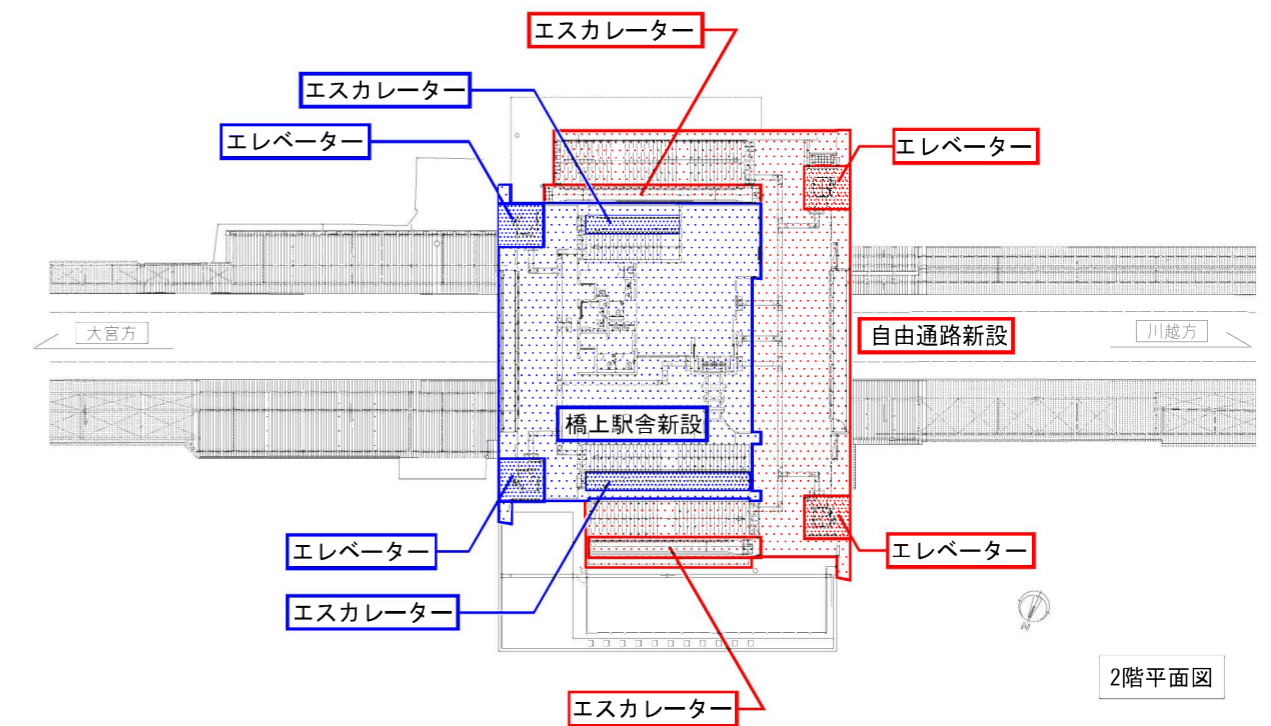 エスカレーター
エスカレーター
エレベーター
エレベーター
大宮方
自由通路新設
川越方
橋上駅舎新設
エレベーター
エレベーター
エスカレーター
N
2階平面図
エスカレーター